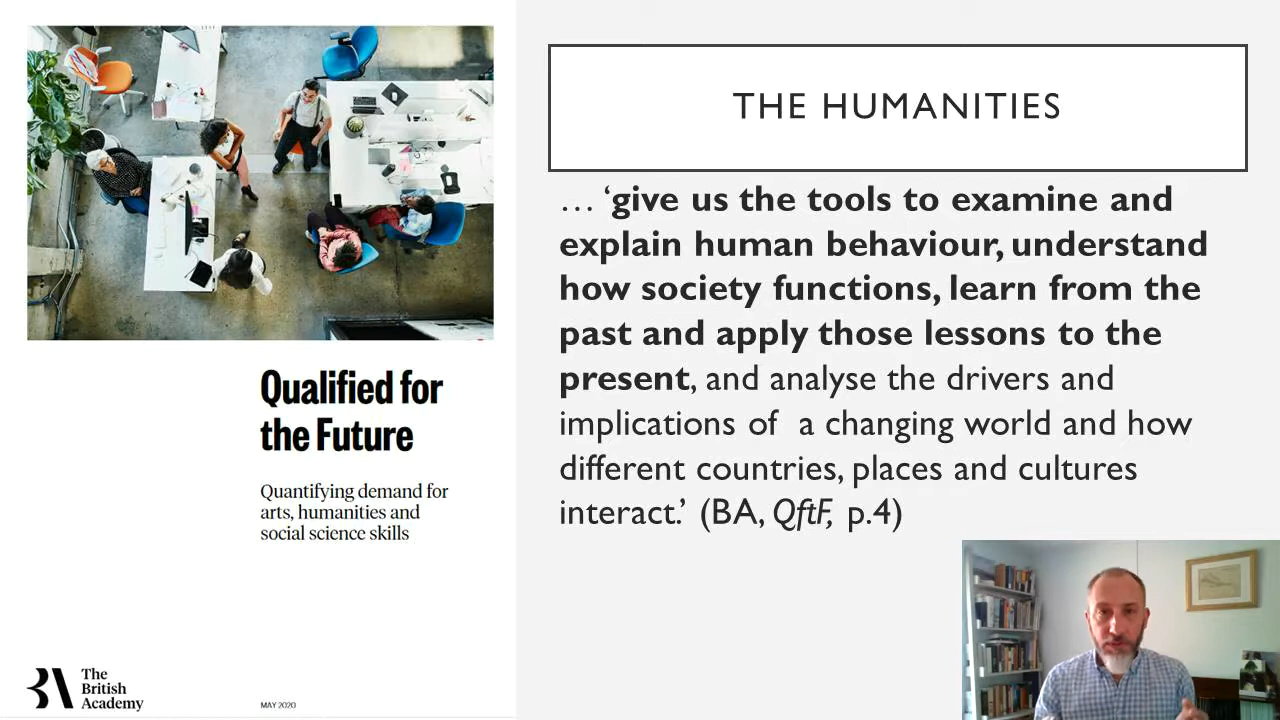 Qualified for
the Future
Quantifying demand for
arts, humanities and
social science skills
The
British
Academy
MAY 2020
THE HUMANITIES
… ‘give us the tools to examine and
explain human behaviour, understand
how society functions, learn from the
past and apply those lessons to the
present, and analyse the drivers and
implications of  a changing world and how
different countries, places and cultures
interact.’ (BA, QftF, p.4)